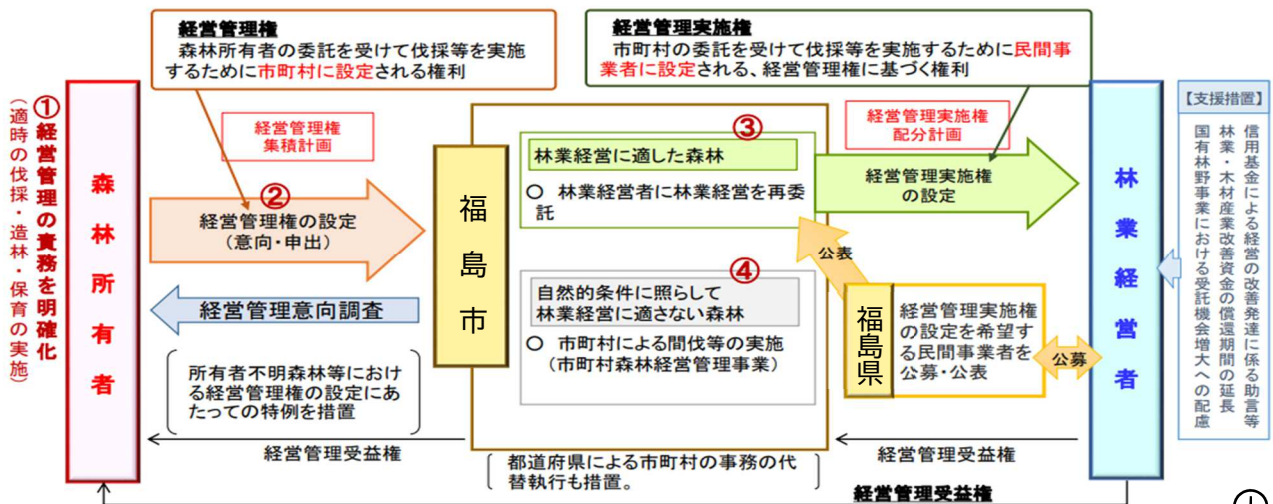 経営管理権
森林所有者の委託を受けて伐採等を実施
するために市町村に設定される権利
経営管理実施権
市町村の委託を受けて伐採等を実施するために民間事
業者に設定される、経営管理権に基づく権利
①経営管理の責務を明確化
(適時の伐採・造林・保育の実施)
森林所有者
経営管理権
集積計画
②
経営管理権の設定
(意向・申出)
経営管理意向調査
所有者不明森林等におけ
る経営管理権の設定にあ
たっての特例を措置
経営管理受益権
福島市
③
林業経営に適した森林
○ 林業経営者に林業経営を再委
託
④
自然的条件に照らして
林業経営に適さない森林
○ 市町村による間伐等の実施
(市町村森林経営管理事業)
都道府県による市町村の事務の代
替執行も措置。
経営管理実施権
配分計画
経営管理実施権
の設定
公表
福島県
経営管理実施権
の設定を希望す
る民間事業者を
公募・公表
公募
経営管理受益権
経営管理受益権
林業経営者
【支援措置】
信用基金による経営の改善発達に係る助言等
林業・木材産業改善資金の償還期間の延長
国有林野事業における受託機会増大への配慮